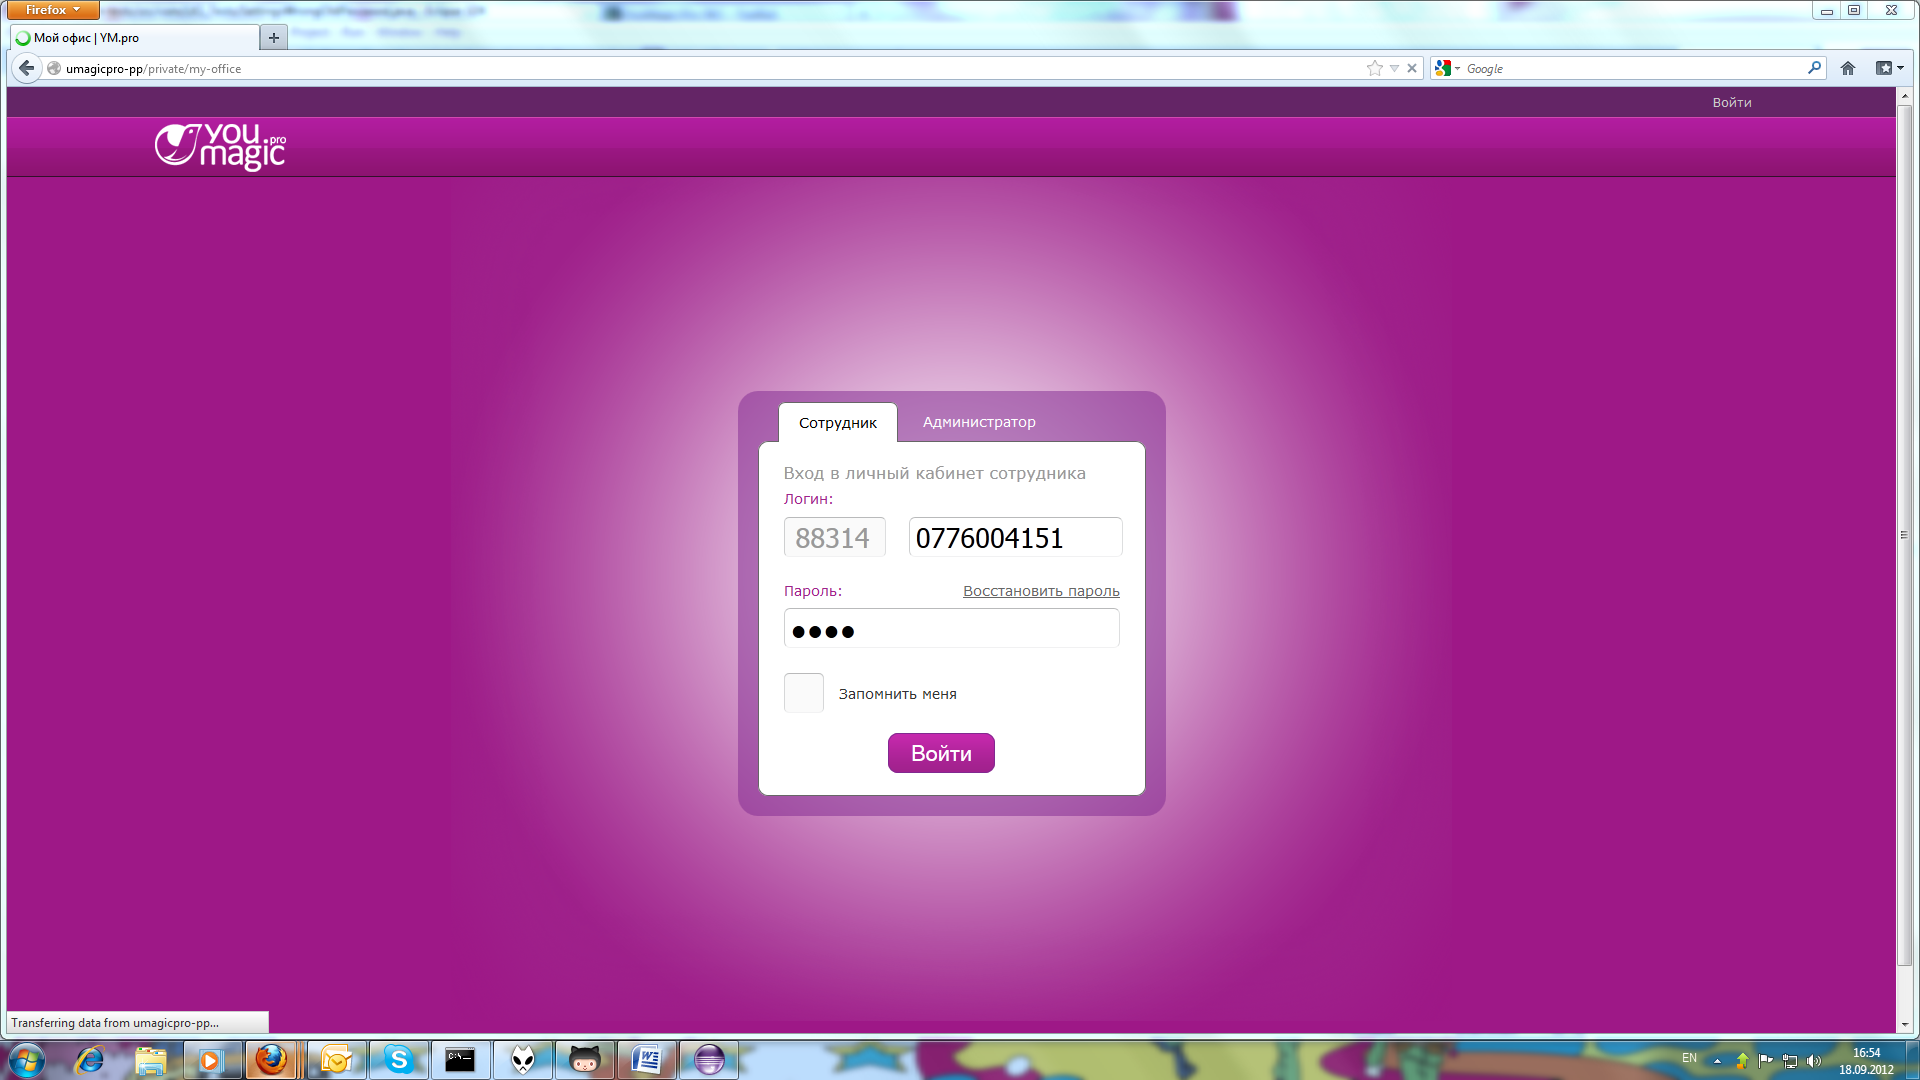 Firefox
Мой офис | YM.pro
umagicpro-pp/private/my-office
Google
Войти
you magic pro
Сотрудник
Администратор
Вход в личный кабинет сотрудника
Логин:
88314
0776004151
Пароль:
Восстановить пароль
Запомнить меня
Войти
Transferring data from umagicpro-pp...
EN
16:54
18.09.2012